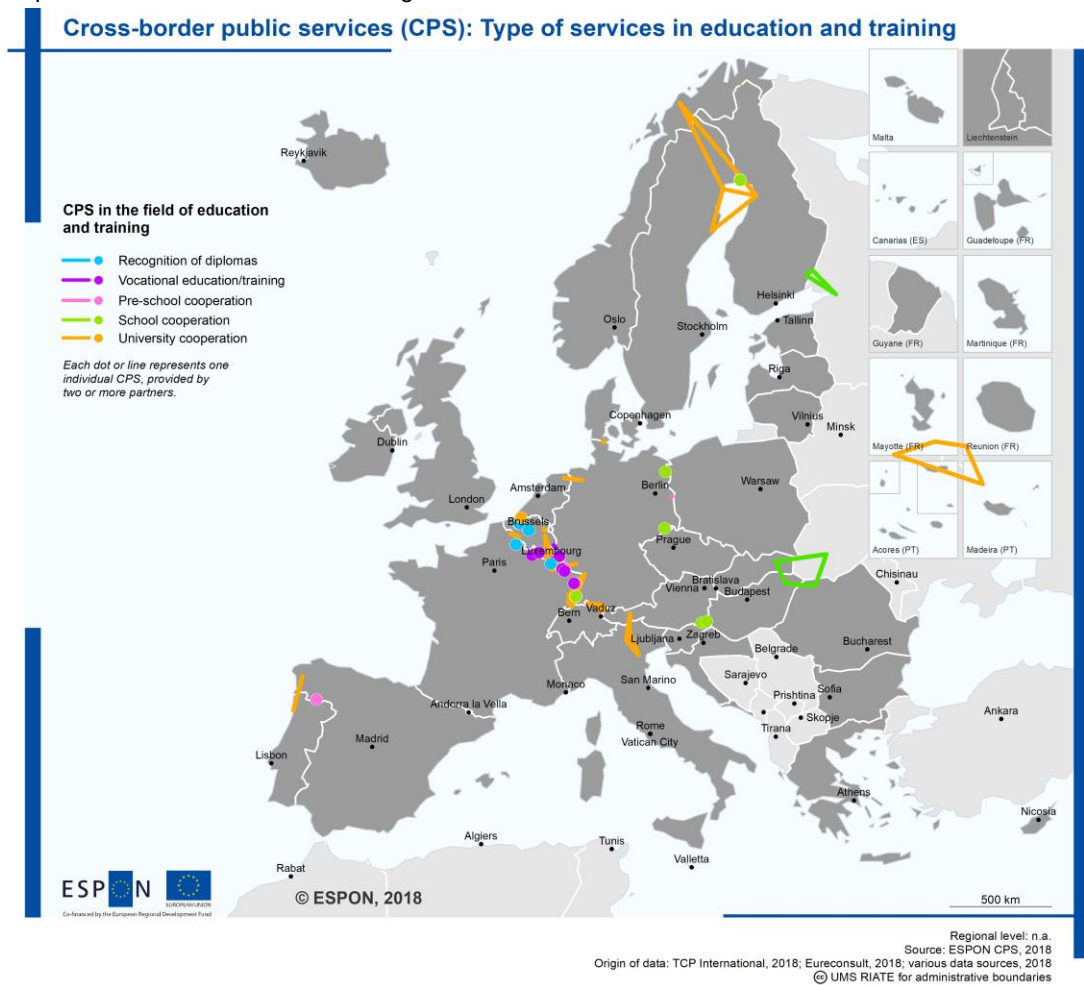 Cross-border public services (CPS): Type of services in education and training
CPS in the field of education
and training
Recognition of diplomas
Vocational education/training
Pre-school cooperation
School cooperation
University cooperation
Each dot or line represents one
individual CPS, provided by
two or more partners.
Reykjavik
Oslo
Stockholm
Helsinki
Tallinn
Riga
Vilnius
Minsk
Copenhagen
Dublin
London
Amsterdam
Berlin
Warsaw
Brussels
Luxembourg
Paris
Prague
Vienna
Bratislava
Budapest
Chisinau
Bern
Vaduz
Ljubljana
Zagreb
Belgrade
Bucharest
Monaco
San Marino
Sarajevo
Prishtina
Sofia
Skopje
Tirana
Andorra la Vella
Madrid
Lisbon
Rome
Vatican City
Ankara
Athens
Nicosia
Algiers
Tunis
Valletta
Rabat
Malta
Liechtenstein
Canarias (ES)
Guadeloupe (FR)
Guyane (FR)
Martinique (FR)
Mayotte (FR)
Reunion (FR)
Acores (PT)
Madeira (PT)
ESPON
EUROPEAN UNION
Co-financed by the European Regional Development Fund
© ESPON, 2018
500 km
Regional level: n.a.
Source: ESPON CPS, 2018
Origin of data: TCP International, 2018; Eureconsult, 2018; various data sources, 2018
cc UMS RIATE for administrative boundaries